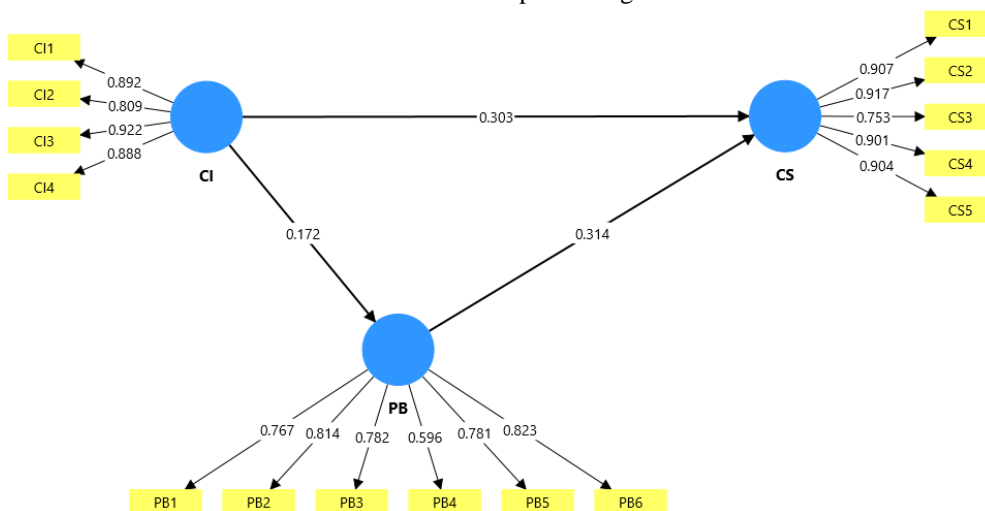 CI1
CI2
CI3
CI4
0.892
0.809
0.922
0.888
CI
0.303
0.172
0.314
CS
0.907
0.917
0.753
0.901
0.904
CS1
CS2
CS3
CS4
CS5
PB
0.767 0.814 0.782 0.596 0.781 0.823
PB1 PB2 PB3 PB4 PB5 PB6